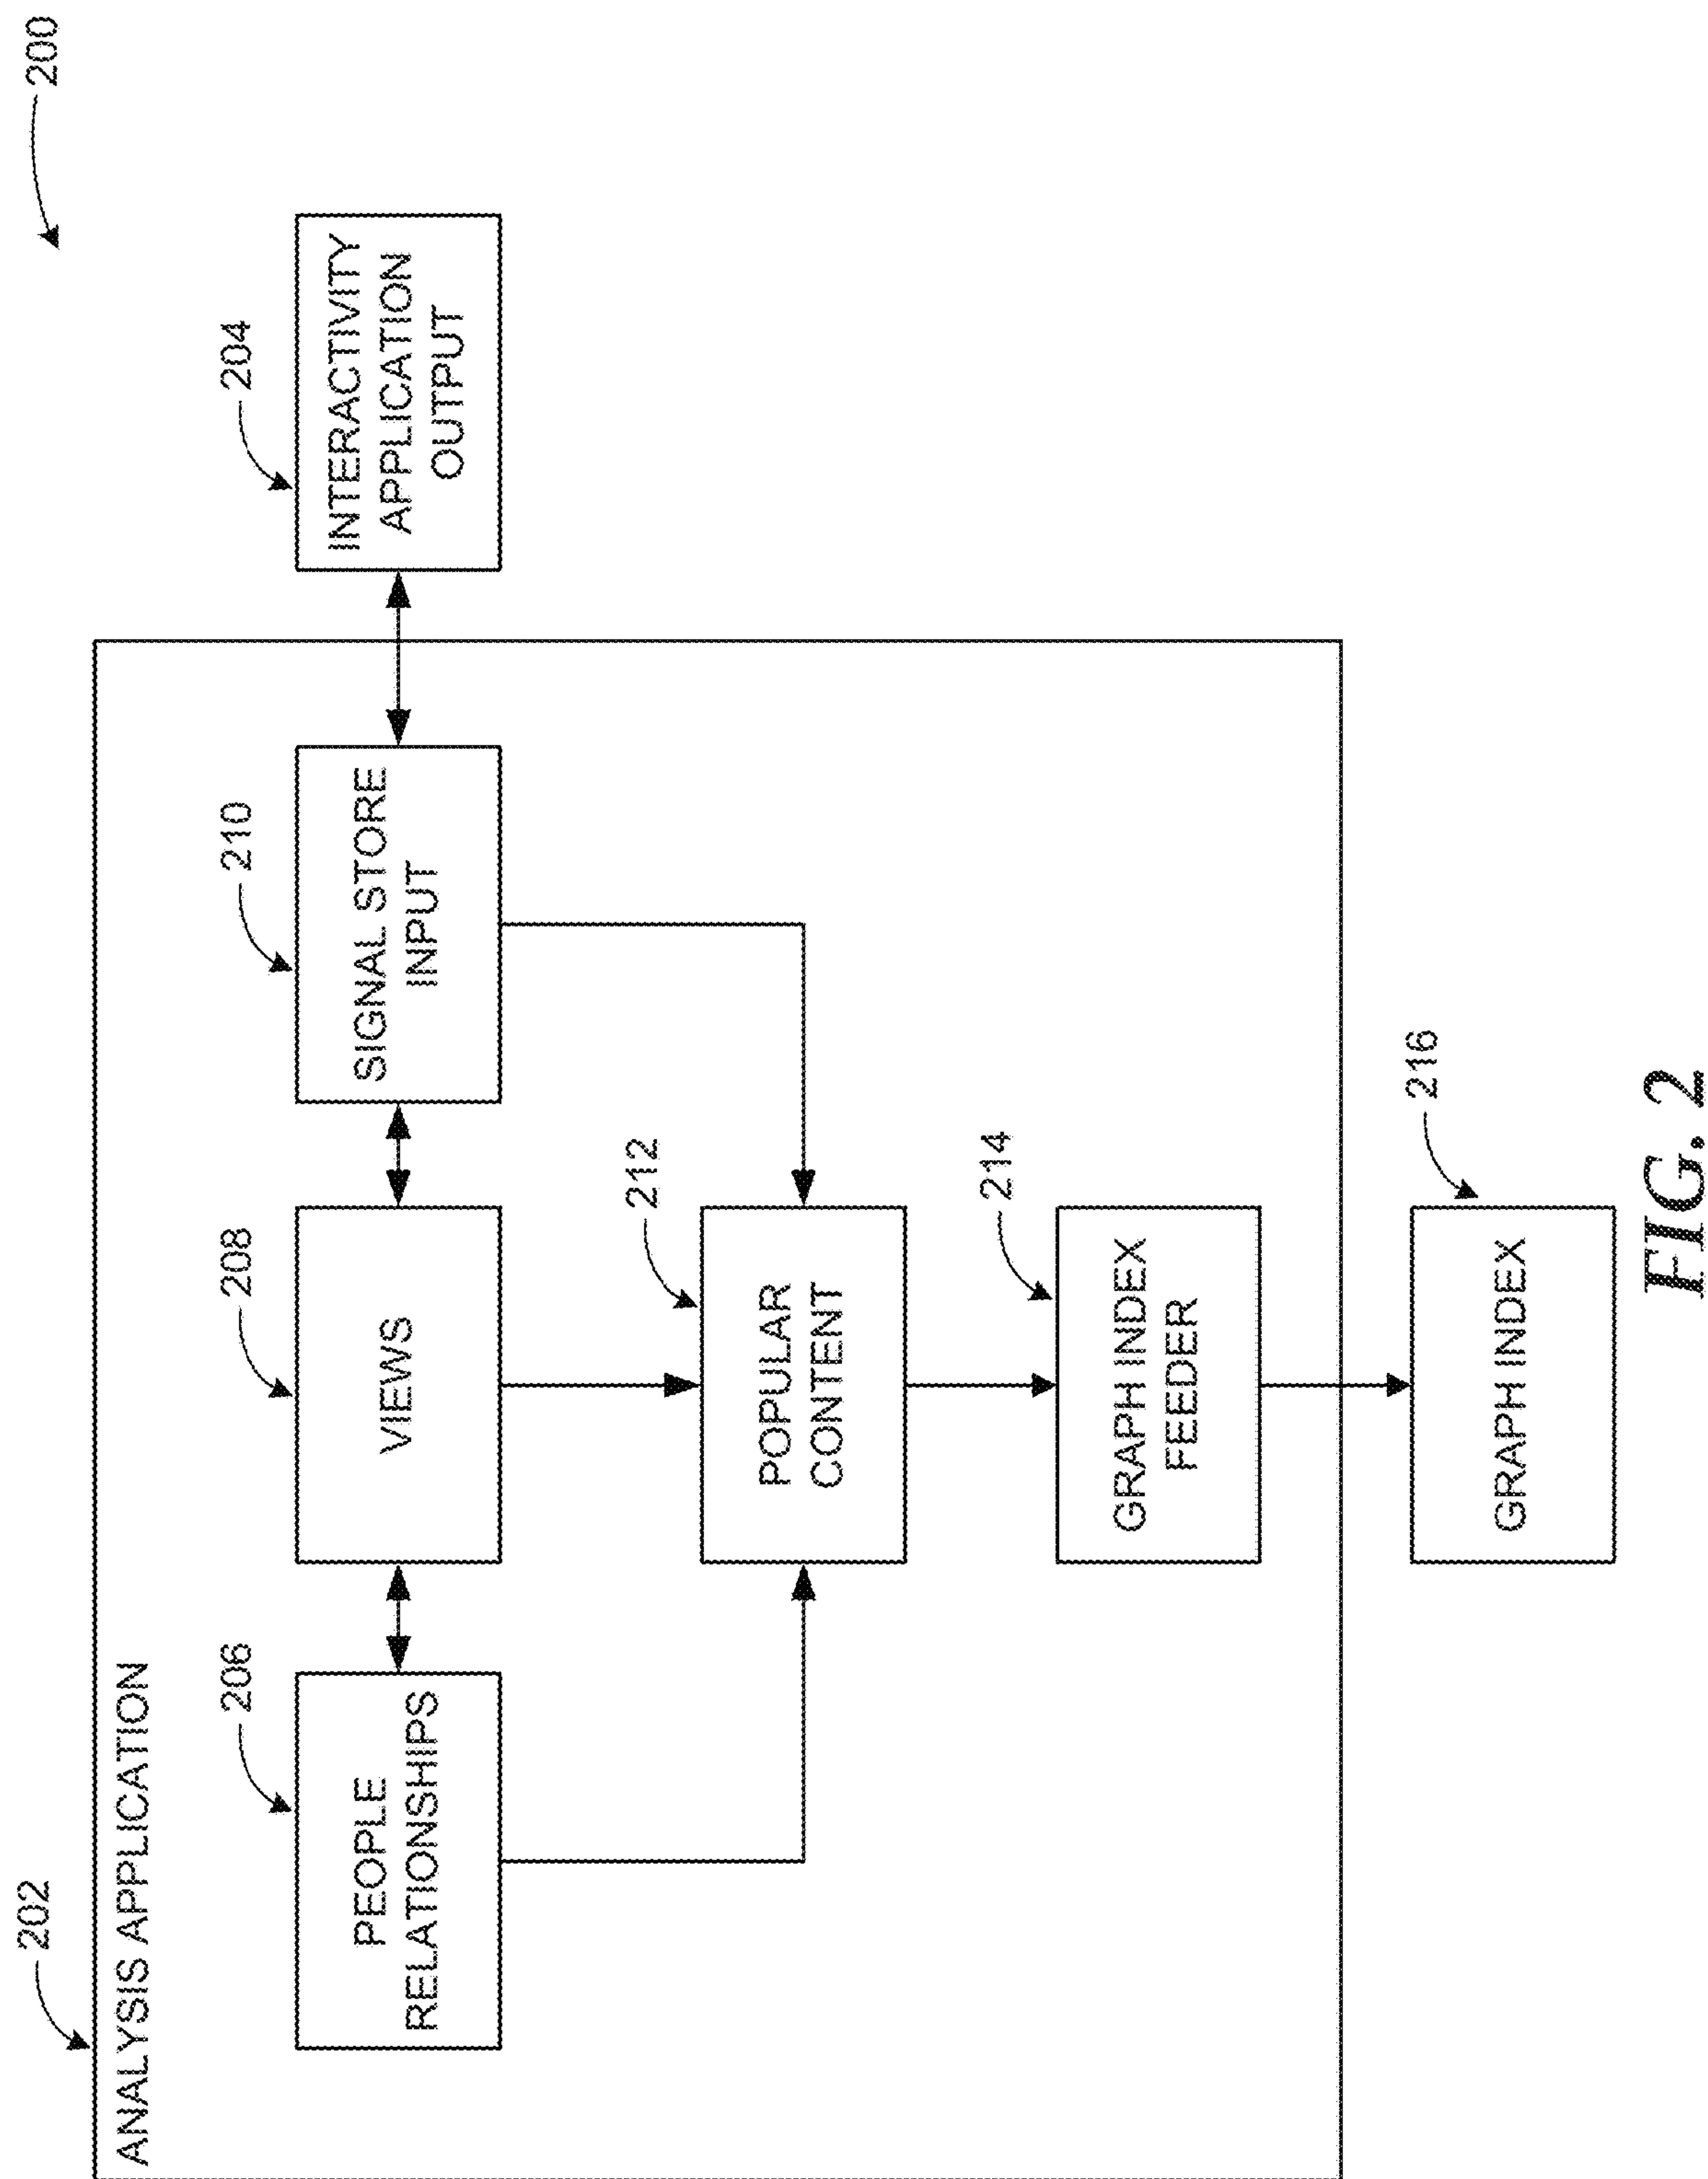 200
202
ANALYSIS APPLICATION
206
208
210
204
PEOPLE
RELATIONSHIPS
VIEWS
SIGNAL STORE
INPUT
INTERACTIVITY
APPLICATION
OUTPUT
212
POPULAR
CONTENT
214
GRAPH INDEX
FEEDER
216
GRAPH INDEX
FIG. 2